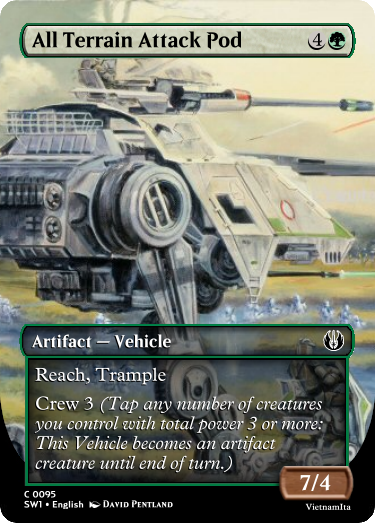 All Terrain Attack Pod 4
Artifact — Vehicle
Reach, Trample
Crew 3 (Tap any number of creatures
you control with total power 3 or more:
This Vehicle becomes an artifact
creature until end of turn.)
7/4
C 0095
SW1 • English DAVID PENTLAND
VietnamIta